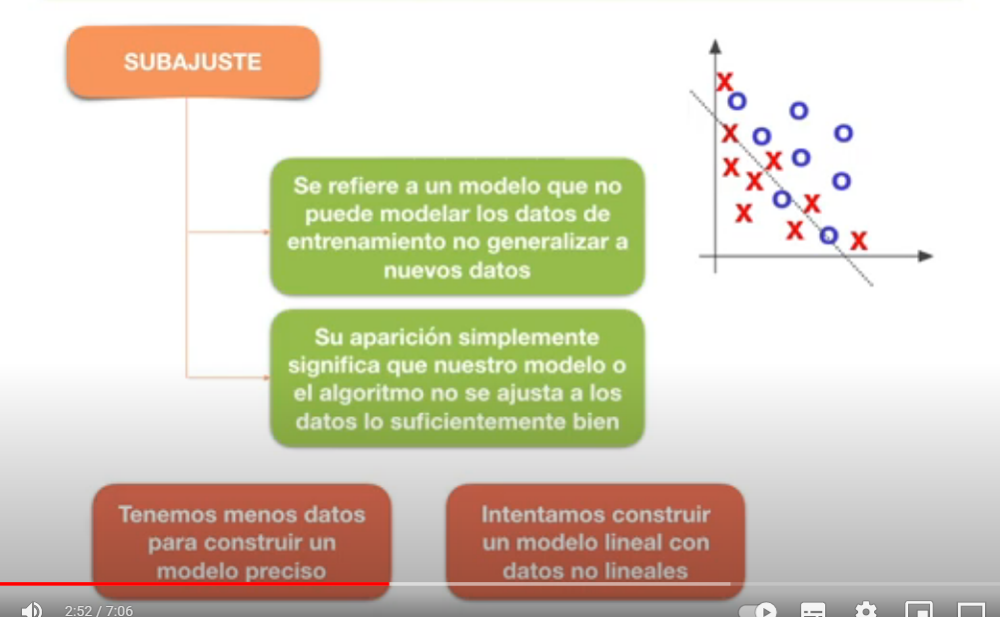 SUBAJUSTE
Se refiere a un modelo que no
puede modelar los datos de
entrenamiento no generalizar a
nuevos datos
Su aparición simplemente
significa que nuestro modelo o
el algoritmo no se ajusta a los
datos lo suficientemente bien
Tenemos menos datos
para construir un
modelo preciso
Intentamos construir
un modelo lineal con
datos no lineales
2:52 / 7:06